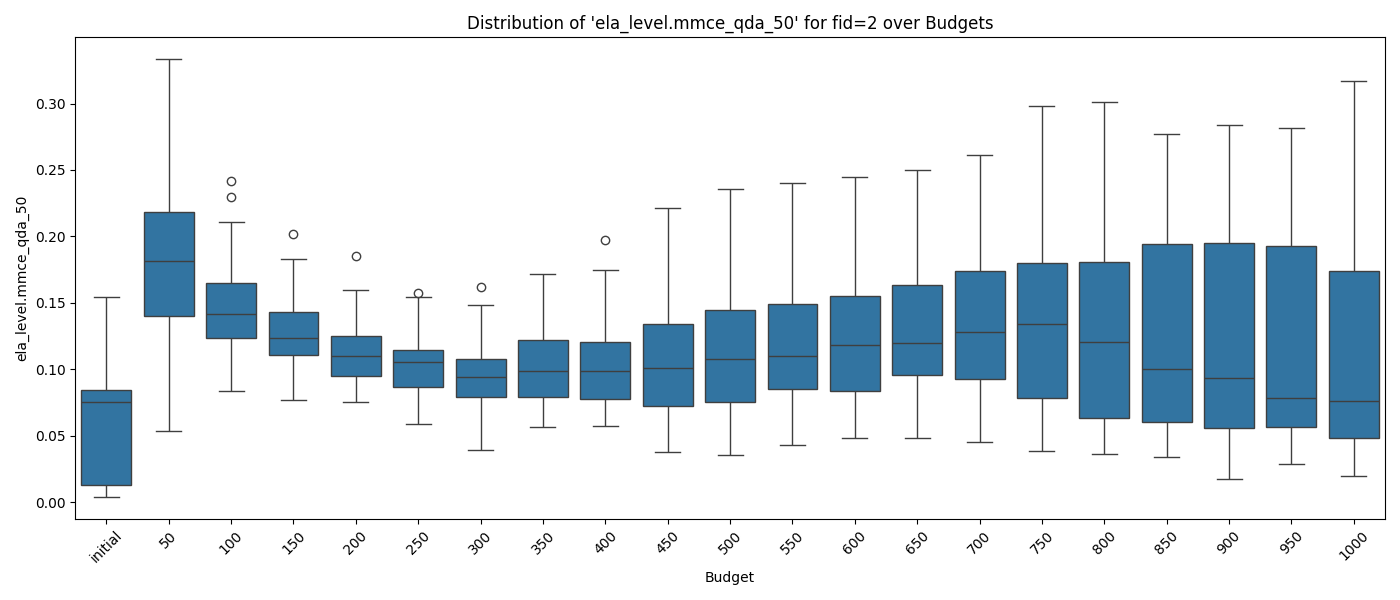 Distribution of 'ela_level.mmce_qda_50' for fid=2 over Budgets
ela_level.mmce_qda_50
0.30
0.25
0.20
0.15
0.10
0.05
0.00
initial 50 100 150 200 250 300 350 400 450 500 550 600 650 700 750 800 850 900 950 1000
Budget